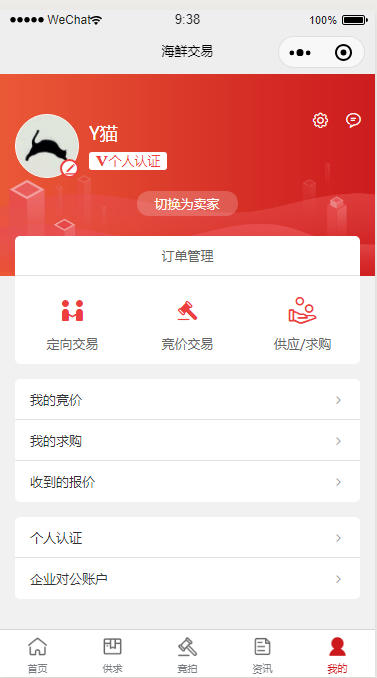 WeChat 9:38 100%
海鲜交易
Y猫
V个人认证
切换为卖家
订单管理
定向交易 竞价交易 供应/求购
我的竞价
我的求购
收到的报价
个人认证
企业对公账户
首页 供求 竞拍 资讯 我的